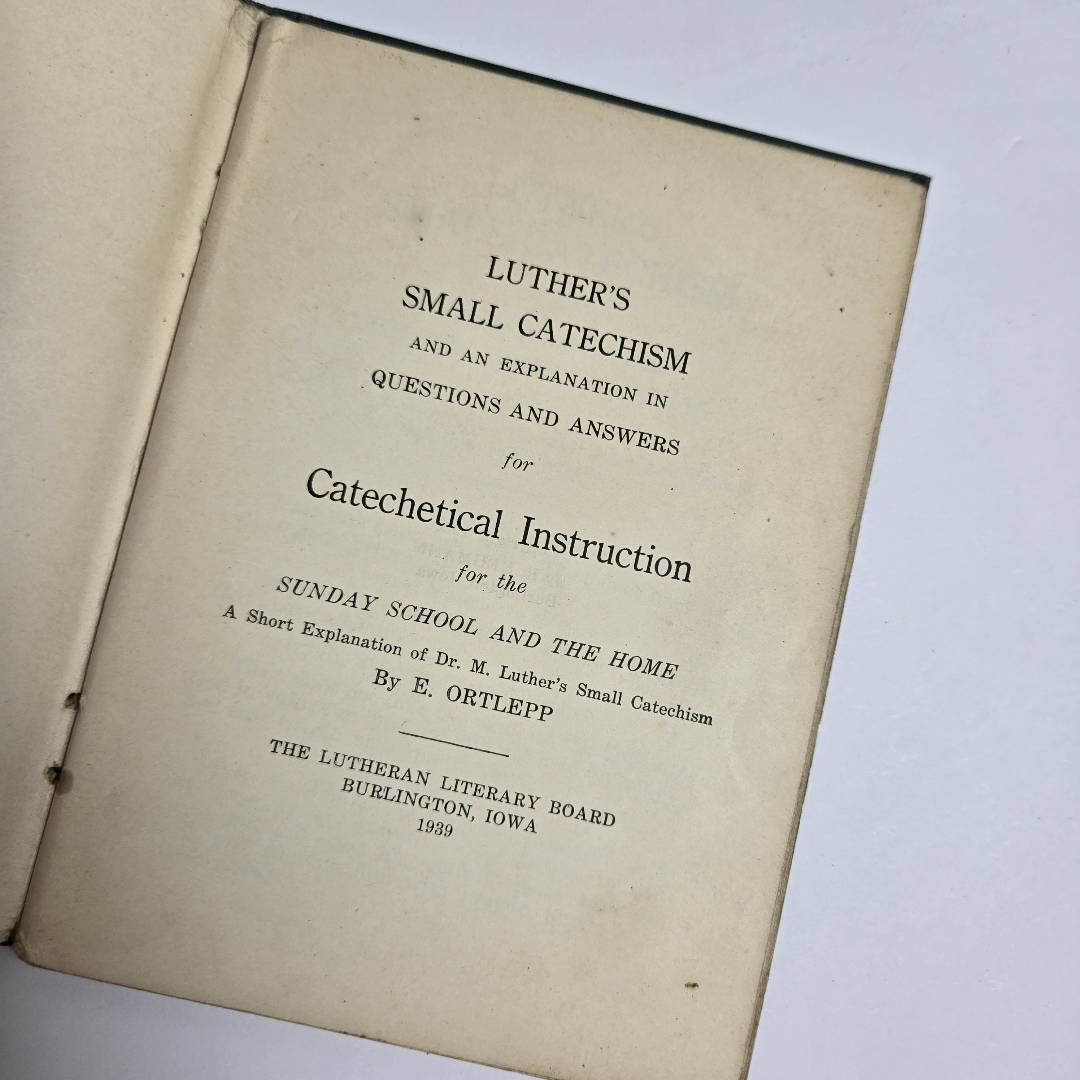 LUTHER'S
SMALL CATECHISM
AND AN EXPLANATION IN
QUESTIONS AND ANSWERS
for
Catechetical Instruction
for the
SUNDAY SCHOOL AND THE HOME
A Short Explanation of Dr. M. Luther's Small Catechism
By E. ORTLEPP
THE LUTHERAN LITERARY BOARD
BURLINGTON, IOWA
1939